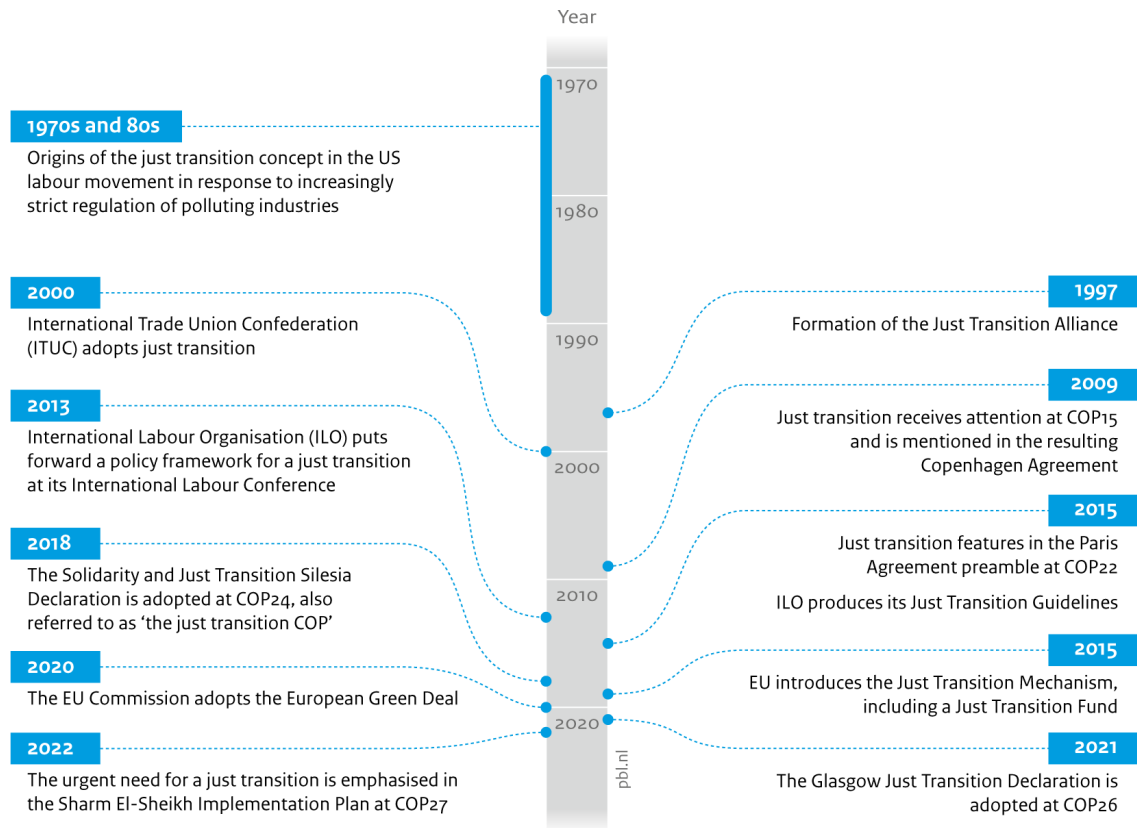 Year
1970
1980
1990
2000
2010
2020
1970s and 80s
Origins of the just transition concept in the US
labour movement in response to increasingly
strict regulation of polluting industries
2000
International Trade Union Confederation
(ITUC) adopts just transition
2013
International Labour Organisation (ILO) puts
forward a policy framework for a just transition
at its International Labour Conference
2018
The Solidarity and Just Transition Silesia
Declaration is adopted at COP24, also
referred to as ‘the just transition COP’
2020
The EU Commission adopts the European Green Deal
2022
The urgent need for a just transition is emphasised in
the Sharm El-Sheikh Implementation Plan at COP27
1997
Formation of the Just Transition Alliance
2009
Just transition receives attention at COP15
and is mentioned in the resulting
Copenhagen Agreement
2015
Just transition features in the Paris
Agreement preamble at COP22
ILO produces its Just Transition Guidelines
2015
EU introduces the Just Transition Mechanism,
including a Just Transition Fund
2021
The Glasgow Just Transition Declaration is
adopted at COP26
pbl.nl